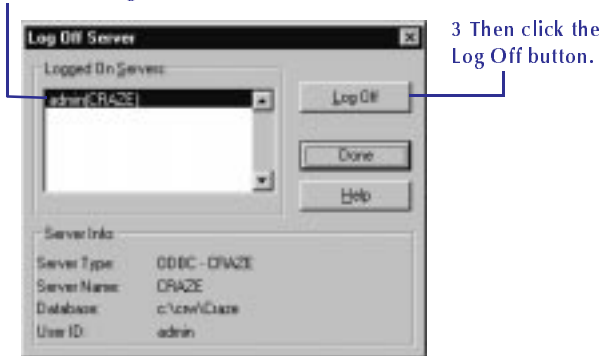 3 Then click the
Log Off button.
Log Off Server
Logged On Servers:
admin(CRAZE)
Log Off
Done
Help
Server Info:
Server Type: ODBC - CRAZE
Server Name: CRAZE
Database: c:\crw\Craze
User ID: admin